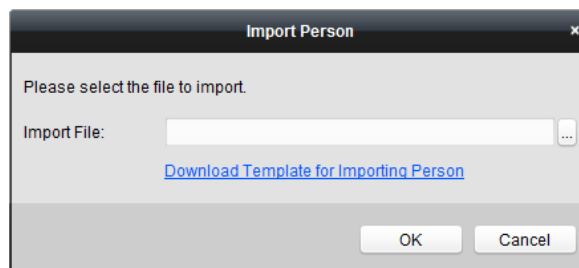 Import Person
×
Please select the file to import.
Import File:
...
Download Template for Importing Person
OK Cancel